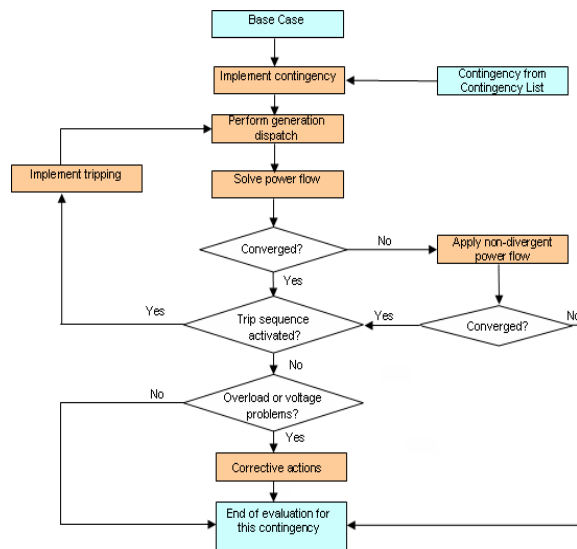 Base Case
Implement contingency
Contingency from
Contingency List
Perform generation
dispatch
Implement tripping
Solve power flow
Converged?
No
Apply non-divergent
power flow
Yes
Yes
Trip sequence
activated?
Yes
Converged?
No
No
No
Overload or voltage
problems?
Yes
Corrective actions
End of evaluation for
this contingency